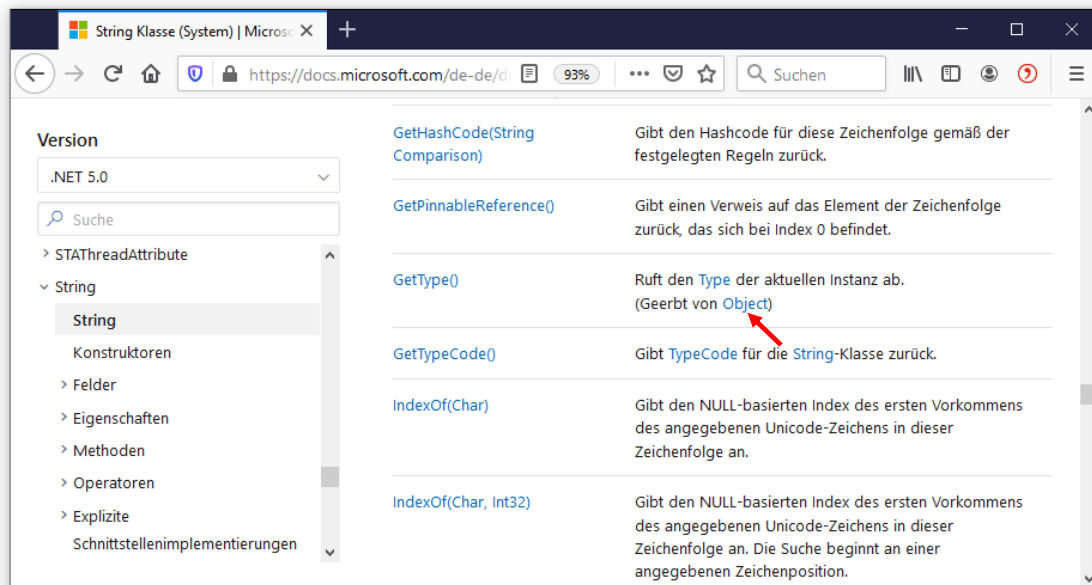 String Klasse (System) | Microsc
https://docs.microsoft.com/de-de/d
93%
Suchen
Version
.NET 5.0
Suche
STAThreadAttribute
String
String
Konstruktoren
Felder
Eigenschaften
Methoden
Operatoren
Explizite
Schnittstellenimplementierungen
GetHashCode(String Gibt den Hashcode für diese Zeichenfolge gemäß der
Comparison) festgelegten Regeln zurück.
GetPinnableReference() Gibt einen Verweis auf das Element der Zeichenfolge
zurück, das sich bei Index 0 befindet.
GetType() Ruft den Type der aktuellen Instanz ab.
(Geerbt von Object)
GetTypeCode() Gibt TypeCode für die String-Klasse zurück.
IndexOf(Char) Gibt den NULL-basierten Index des ersten Vorkommens
des angegebenen Unicode-Zeichens in dieser
Zeichenfolge an.
IndexOf(Char, Int32) Gibt den NULL-basierten Index des ersten Vorkommens
des angegebenen Unicode-Zeichens in dieser
Zeichenfolge an. Die Suche beginnt an einer
angegebenen Zeichenposition.